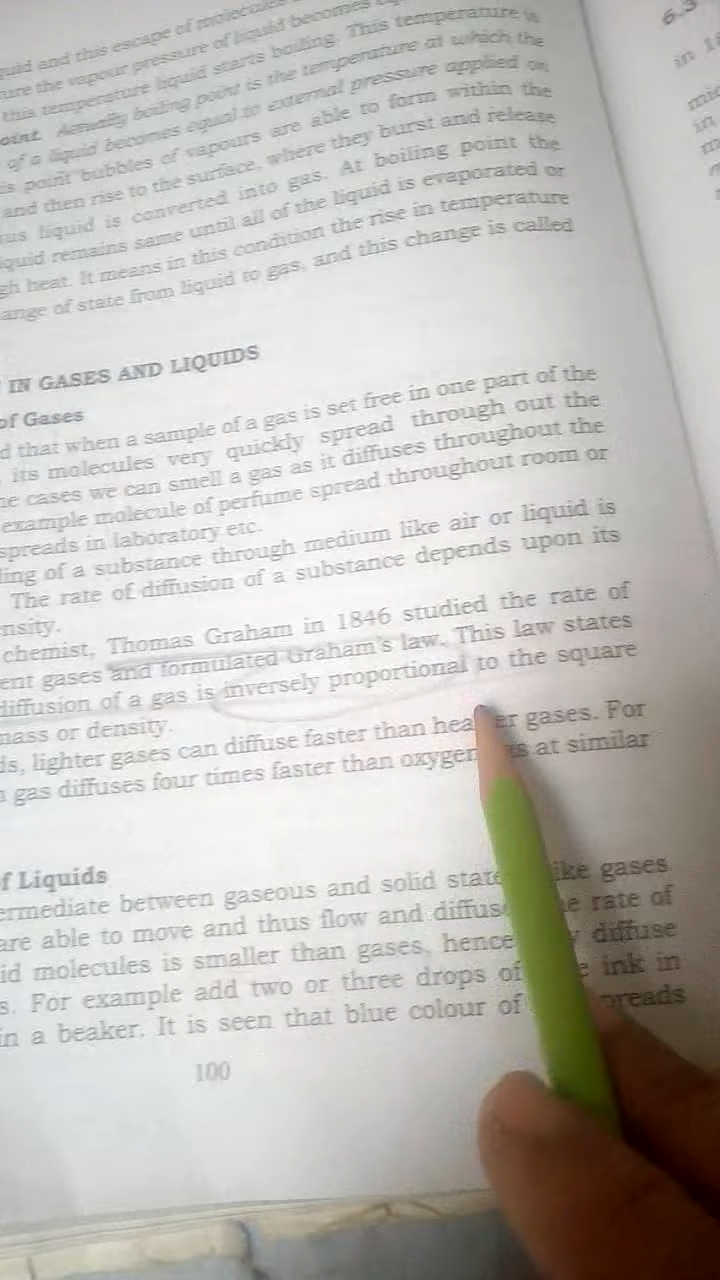 quid and this escape of molecules
ure the vapour pressure of liquid becomes
this temperature liquid starts boiling. This temperature is
oint. Actually boiling point is the temperature at which the
of a liquid becomes equal to external pressure applied on
is point bubbles of vapours are able to form within the
and then rise to the surface, where they burst and release
us liquid is converted into gas. At boiling point the
iquid remains same until all of the liquid is evaporated or
gh heat. It means in this condition the rise in temperature
ange of state from liquid to gas, and this change is called
IN GASES AND LIQUIDS
of Gases
d that when a sample of a gas is set free in one part of the
its molecules very quickly spread through out the
ne cases we can smell a gas as it diffuses throughout the
example molecule of perfume spread throughout room or
spreads in laboratory etc.
ding of a substance through medium like air or liquid is
The rate of diffusion of a substance depends upon its
nsity.
chemist, Thomas Graham in 1846 studied the rate of
ent gases and formulated Graham's law. This law states
diffusion of a gas is inversely proportional to the square
mass or density.
ds, lighter gases can diffuse faster than hea er gases. For
n gas diffuses four times faster than oxygen s at similar
f Liquids
ermediate between gaseous and solid state ike gases
are able to move and thus flow and diffuse e rate of
id molecules is smaller than gases, hence y diffuse
s. For example add two or three drops of e ink in
in a beaker. It is seen that blue colour of preads
100
6.3
in 18
mic
in
m